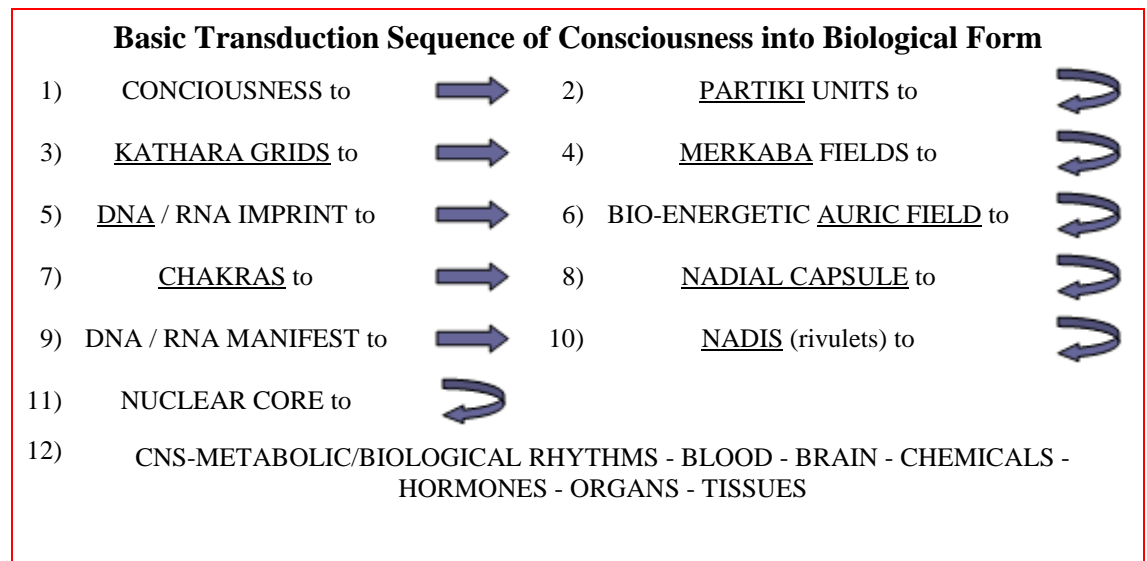 Basic Transduction Sequence of Consciousness into Biological Form
1) CONCIOUSNESS to 2) PARTIKI UNITS to
3) KATHARA GRIDS to 4) MERKABA FIELDS to
5) DNA / RNA IMPRINT to 6) BIO-ENERGETIC AURIC FIELD to
7) CHAKRAS to 8) NADIAL CAPSULE to
9) DNA / RNA MANIFEST to 10) NADIS (rivulets) to
11) NUCLEAR CORE to
12) CNS-METABOLIC/BIOLOGICAL RHYTHMS - BLOOD - BRAIN - CHEMICALS -
HORMONES - ORGANS - TISSUES